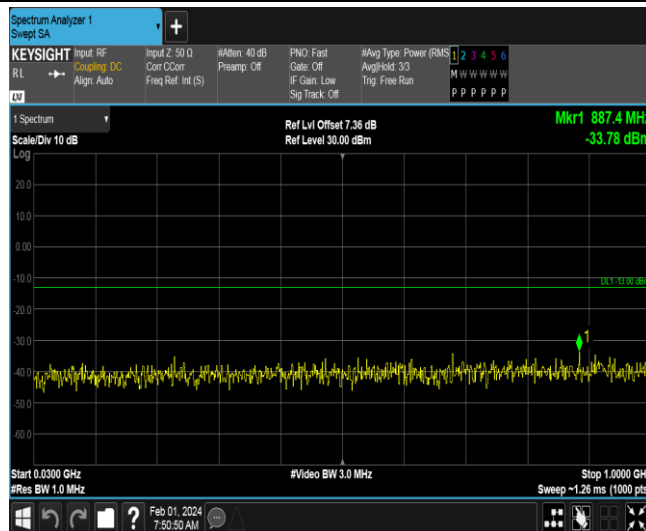 Spectrum Analyzer 1
Swept SA
+
KEYSIGHT
RL
Input: RF
Coupling: DC
Align: Auto
Input Z: 50 Ω
Corr CCorr
Freq Ref: Int (S)
#Atten: 40 dB
Preamp: Off
PNO: Fast
Gate: Off
IF Gain: Low
Sig Track: Off
#Avg Type: Power (RMS
Avg|Hold: 3/3
Trig: Free Run
1 2 3 4 5 6
M W W W W W
P P P P P P
1 Spectrum
Scale/Div 10 dB
Ref Lvl Offset 7.36 dB
Ref Level 30.00 dBm
Mkr1 887.4 MHz
-33.78 dBm
Log
20.0
10.0
0.00
-10.0
DL1 -13.00 dBm
-20.0
-30.0
1
-40.0
-50.0
-60.0
Start 0.0300 GHz
#Res BW 1.0 MHz
#Video BW 3.0 MHz
Stop 1.0000 GH
Sweep ~1.26 ms (1000 pts
?
Feb 01, 2024
7:50:50 AM